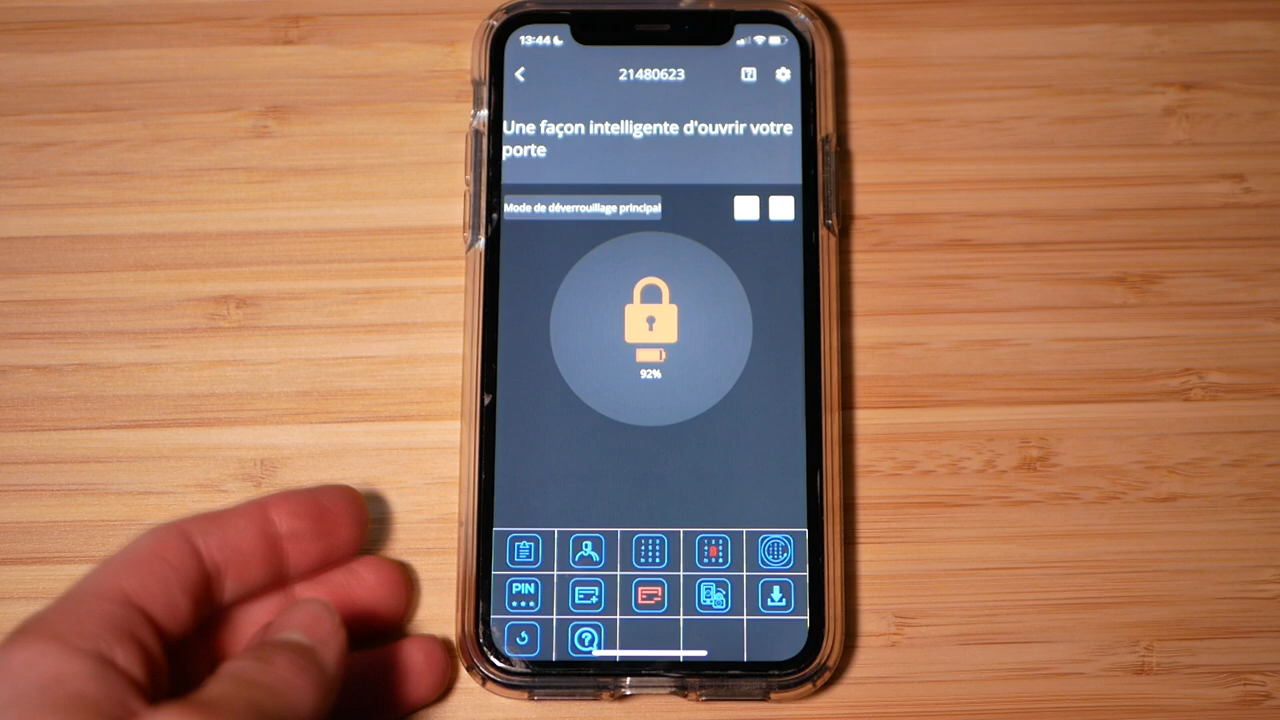 13:44
21480623
Une façon intelligente d'ouvrir votre
porte
Mode de déverrouillage principal
92%
PIN